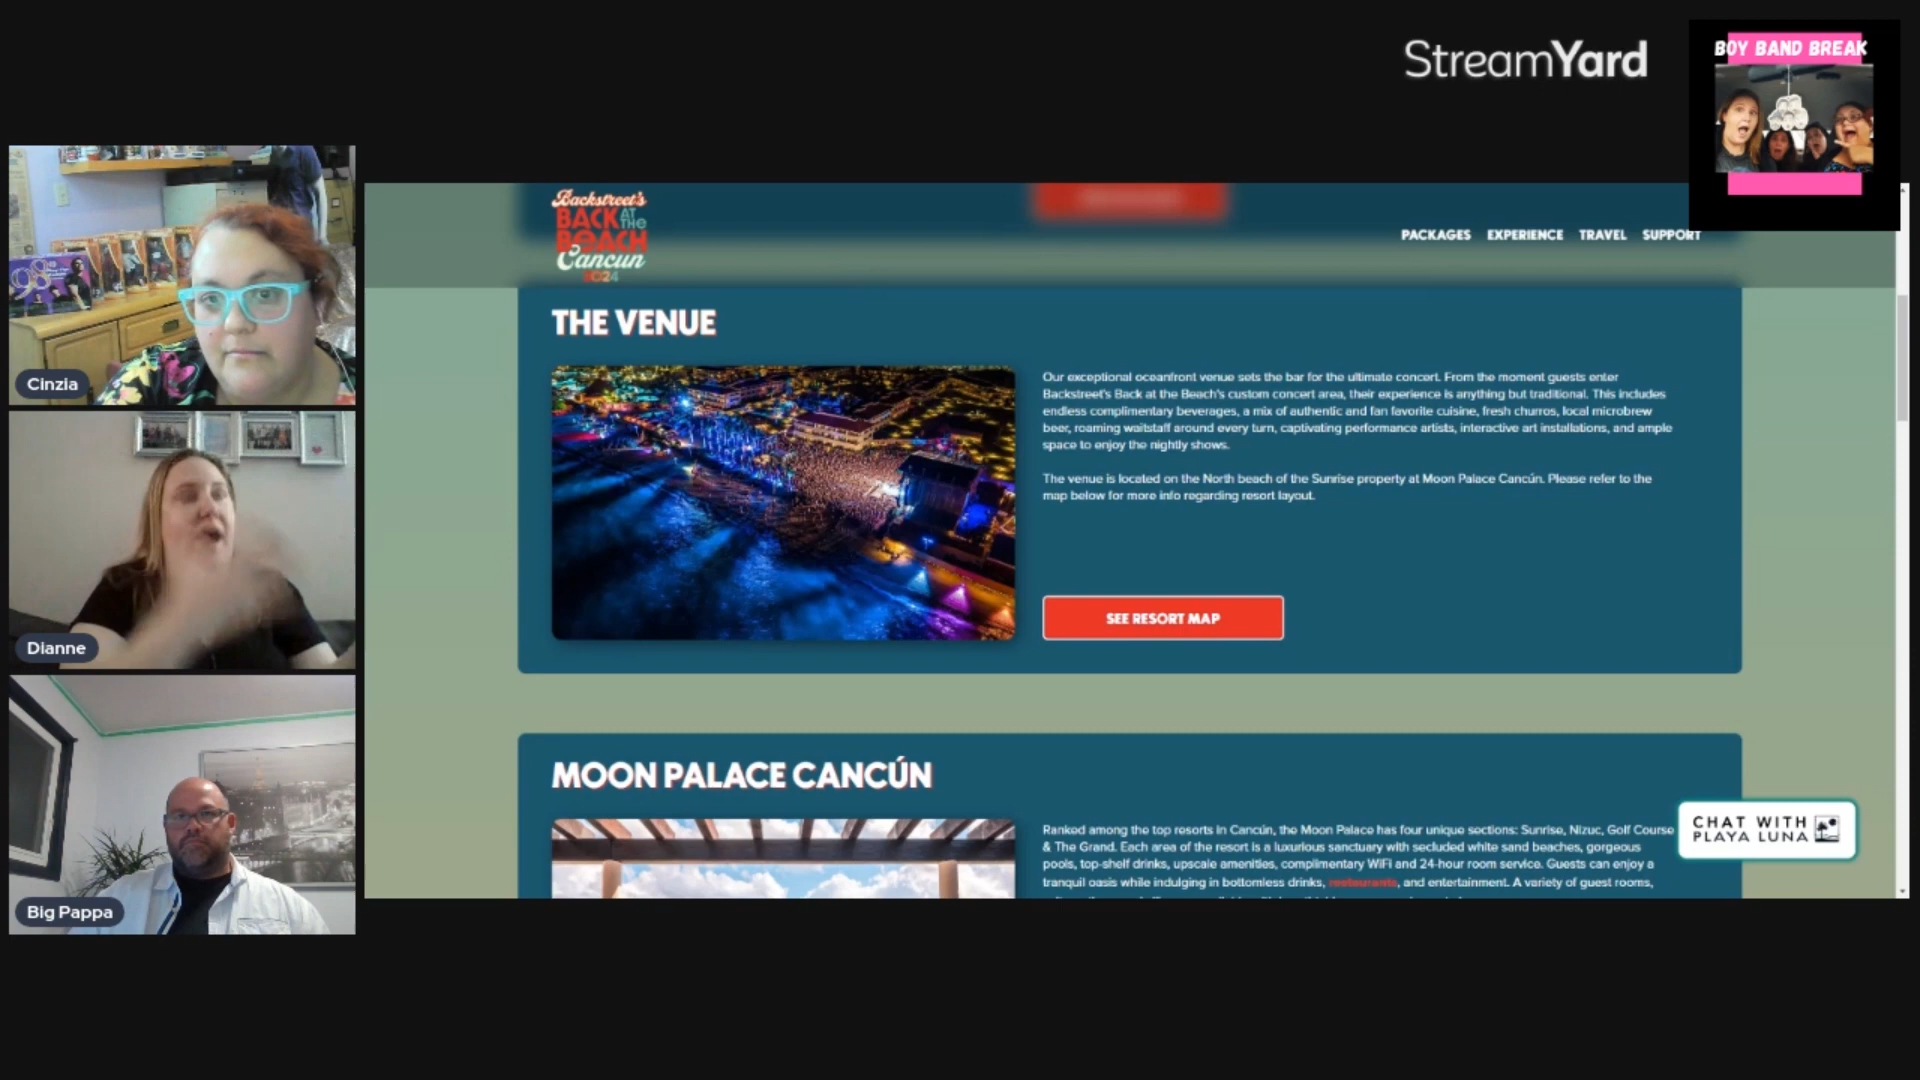 StreamYard
BOY BAND BREAK
Backstreet's
BACK AT THE
BEACH
Cancun
2024
PACKAGES EXPERIENCE TRAVEL SUPPORT
98
Cinzia
Dianne
Big Pappa
THE VENUE
Our exceptional oceanfront venue sets the bar for the ultimate concert. From the moment guests enter
Backstreet's Back at the Beach's custom concert area, their experience is anything but traditional. This includes
endless complimentary beverages, a mix of authentic and fan favorite cuisine, fresh churros, local microbrew
beer, roaming waitstaff around every turn, captivating performance artists, interactive art installations, and ample
space to enjoy the nightly shows.
The venue is located on the North beach of the Sunrise property at Moon Palace Cancún. Please refer to the
map below for more info regarding resort layout.
SEE RESORT MAP
MOON PALACE CANCÚN
Ranked among the top resorts in Cancún, the Moon Palace has four unique sections: Sunrise, Nizuc, Golf Course
& The Grand. Each area of the resort is a luxurious sanctuary with secluded white sand beaches, gorgeous
pools, top-shelf drinks, upscale amenities, complimentary WiFi and 24-hour room service. Guests can enjoy a
tranquil oasis while indulging in bottomless drinks, restaurants, and entertainment. A variety of guest rooms,
CHAT WITH
PLAYA LUNA